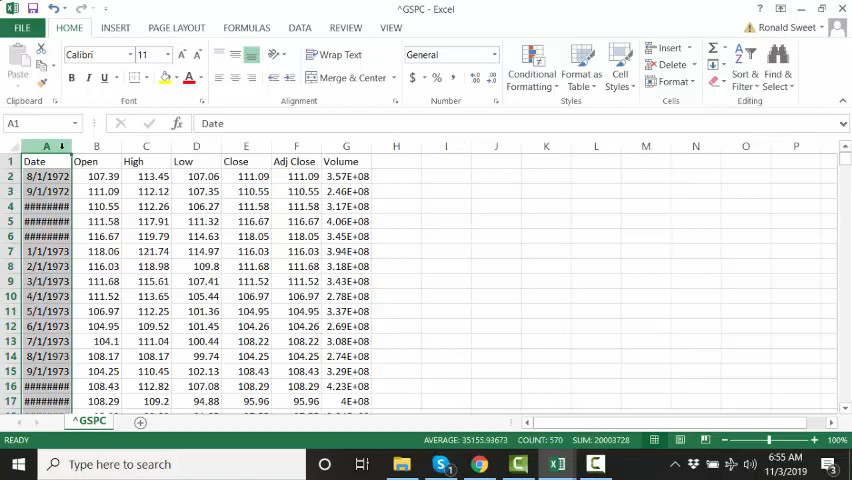 ^GSPC - Excel
FILE HOME INSERT PAGE LAYOUT FORMULAS DATA REVIEW VIEW Ronald Sweet
Calibri 11 A A Wrap Text General Insert
Paste B I U A Merge & Center $ % , Conditional Formatting Format as Table Cell Styles Delete Format Sort & Filter Find & Select
Clipboard Font Alignment Number Styles Cells Editing
A1 fx Date
A B C D E F G H I J K L M N O P
1 Date Open High Low Close Adj Close Volume
2 8/1/1972 107.39 113.45 107.06 111.09 111.09 3.57E+08
3 9/1/1972 111.09 112.12 107.35 110.55 110.55 2.46E+08
4 ######## 110.55 112.26 106.27 111.58 111.58 3.17E+08
5 ######## 111.58 117.91 111.32 116.67 116.67 4.06E+08
6 ######## 116.67 119.79 114.63 118.05 118.05 3.45E+08
7 1/1/1973 118.06 121.74 114.97 116.03 116.03 3.94E+08
8 2/1/1973 116.03 118.98 109.8 111.68 111.68 3.18E+08
9 3/1/1973 111.68 115.61 107.41 111.52 111.52 3.43E+08
10 4/1/1973 111.52 113.65 105.44 106.97 106.97 2.78E+08
11 5/1/1973 106.97 112.25 101.36 104.95 104.95 3.37E+08
12 6/1/1973 104.95 109.52 101.45 104.26 104.26 2.69E+08
13 7/1/1973 104.1 111.04 100.44 108.22 108.22 3.08E+08
14 8/1/1973 108.17 108.17 99.74 104.25 104.25 2.74E+08
15 9/1/1973 104.51 110.45 102.13 108.43 108.43 3.29E+08
16 ######## 108.43 112.82 107.08 108.29 108.29 4.23E+08
17 ######## 108.29 109.2 94.88 95.96 95.96 4E+08
^GSPC
READY AVERAGE: 35155.93673 COUNT: 570 SUM: 20003728 100%
Type here to search 1 6:55 AM
11/3/2019 3